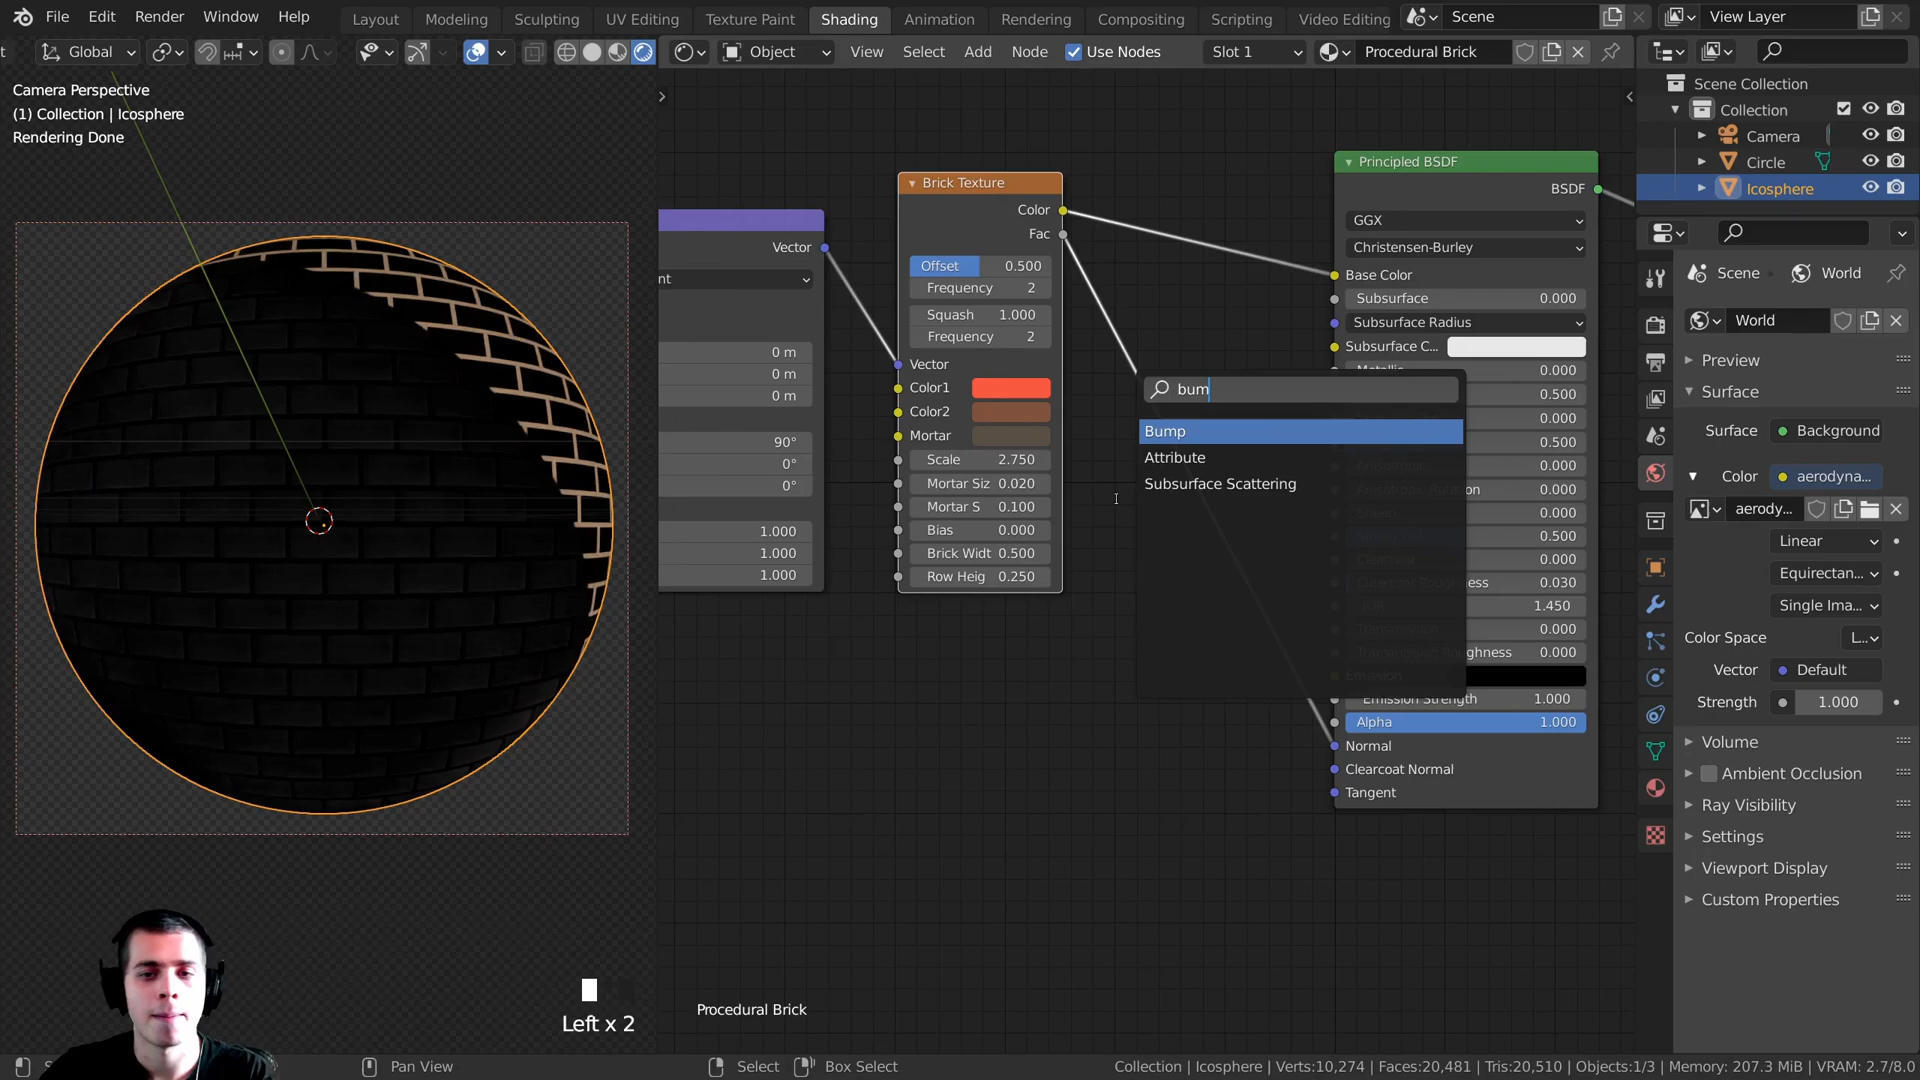 File Edit Render Window Help Layout Modeling Sculpting UV Editing Texture Paint Shading Animation Rendering Compositing Scripting Video Editing Scene View Layer
Global Object View Select Add Node Use Nodes Slot 1 Procedural Brick
Camera Perspective
(1) Collection | Icosphere
Rendering Done
Scene Collection
Collection
Camera
Circle
Icosphere
Vector
nt
0 m
0 m
0 m
90°
0°
0°
1.000
1.000
1.000
Brick Texture
Color
Fac
Offset 0.500
Frequency 2
Squash 1.000
Frequency 2
Vector
Color1
Color2
Mortar
Scale 2.750
Mortar Siz 0.020
Mortar S 0.100
Bias 0.000
Brick Widt 0.500
Row Heig 0.250
bum
Bump
Attribute
Subsurface Scattering
Principled BSDF
BSDF
GGX
Christensen-Burley
Base Color
Subsurface 0.000
Subsurface Radius
Subsurface C...
Metallic 0.000
0.500
0.000
0.500
0.000
Anisotropic Rotation 0.000
0.000
0.500
0.000
Clearcoat Roughness 0.030
IOR 1.450
Transmission 0.000
Transmission Roughness 0.000
Emission
Emission Strength 1.000
Alpha 1.000
Normal
Clearcoat Normal
Tangent
Scene World
World
Preview
Surface
Surface Background
Color aerodyna...
aerody...
Linear
Equirectan...
Single Ima...
Color Space L...
Vector Default
Strength 1.000
Volume
Ambient Occlusion
Ray Visibility
Settings
Viewport Display
Custom Properties
Left x 2
Procedural Brick
Pan View Select Box Select Collection | Icosphere | Verts:10,274 | Faces:20,481 | Tris:20,510 | Objects:1/3 | Memory: 207.3 MiB | VRAM: 2.7/8.0